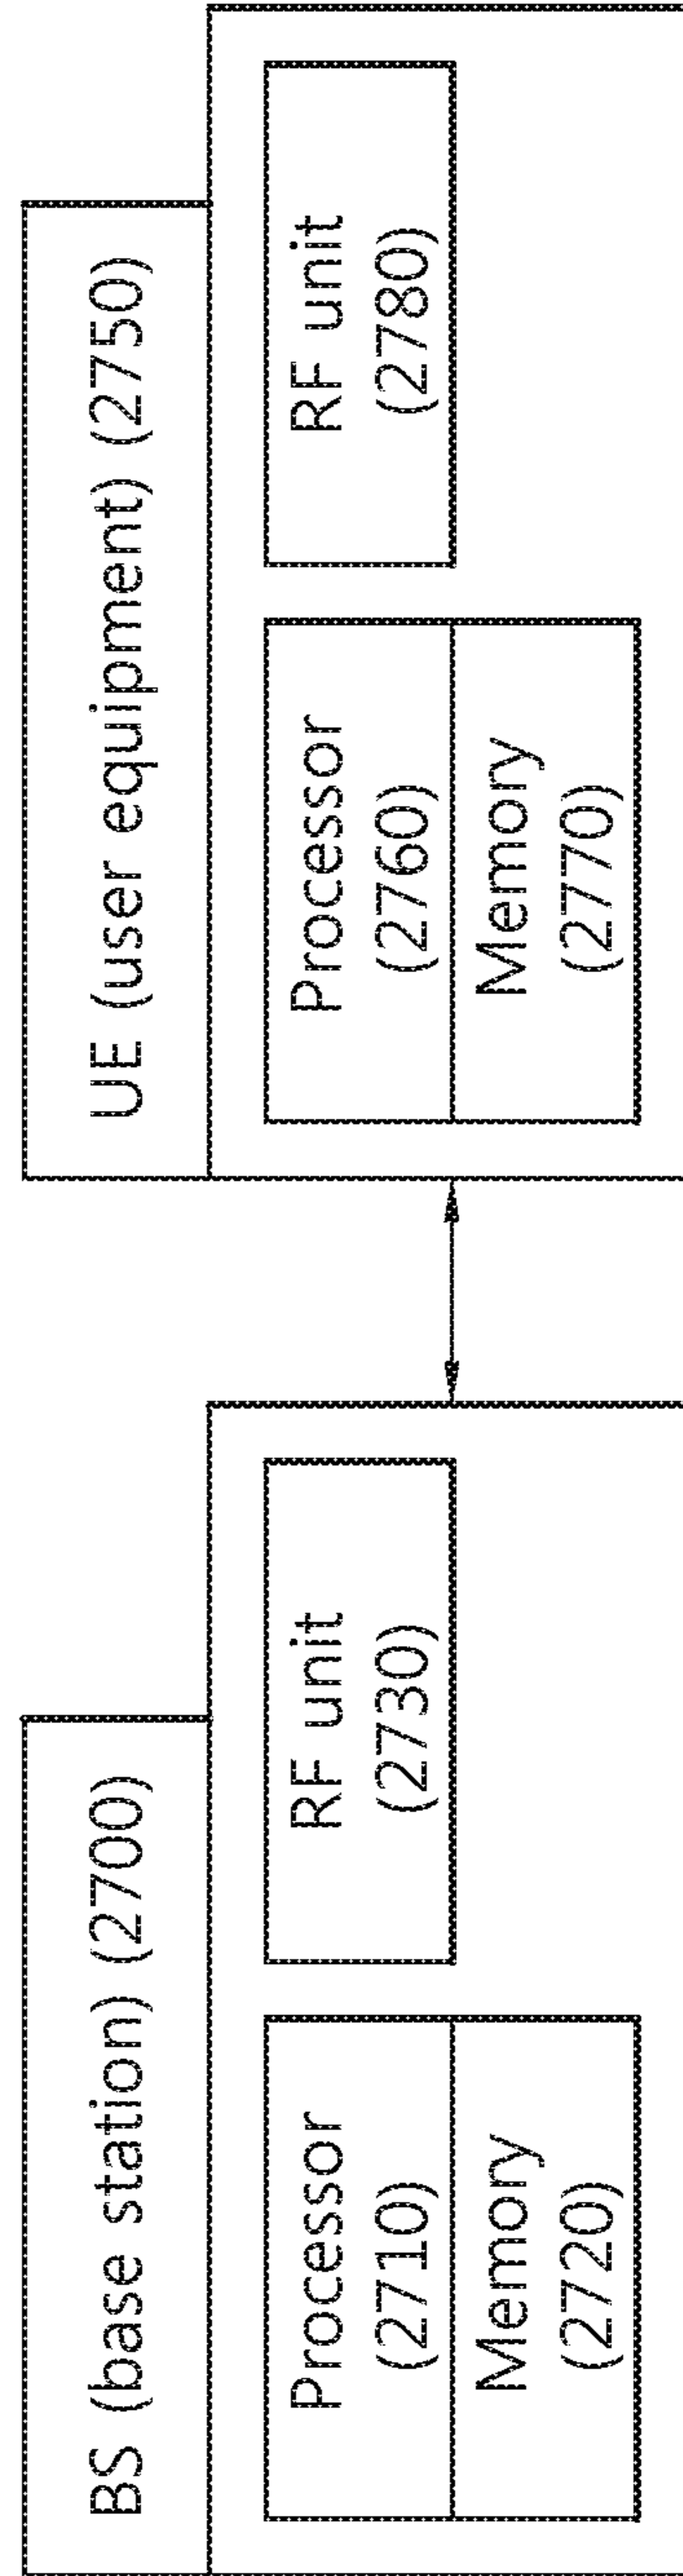 BS (base station) (2700)
Processor
(2710)
Memory
(2720)
RF unit
(2730)
UE (user equipment) (2750)
Processor
(2760)
Memory
(2770)
RF unit
(2780)